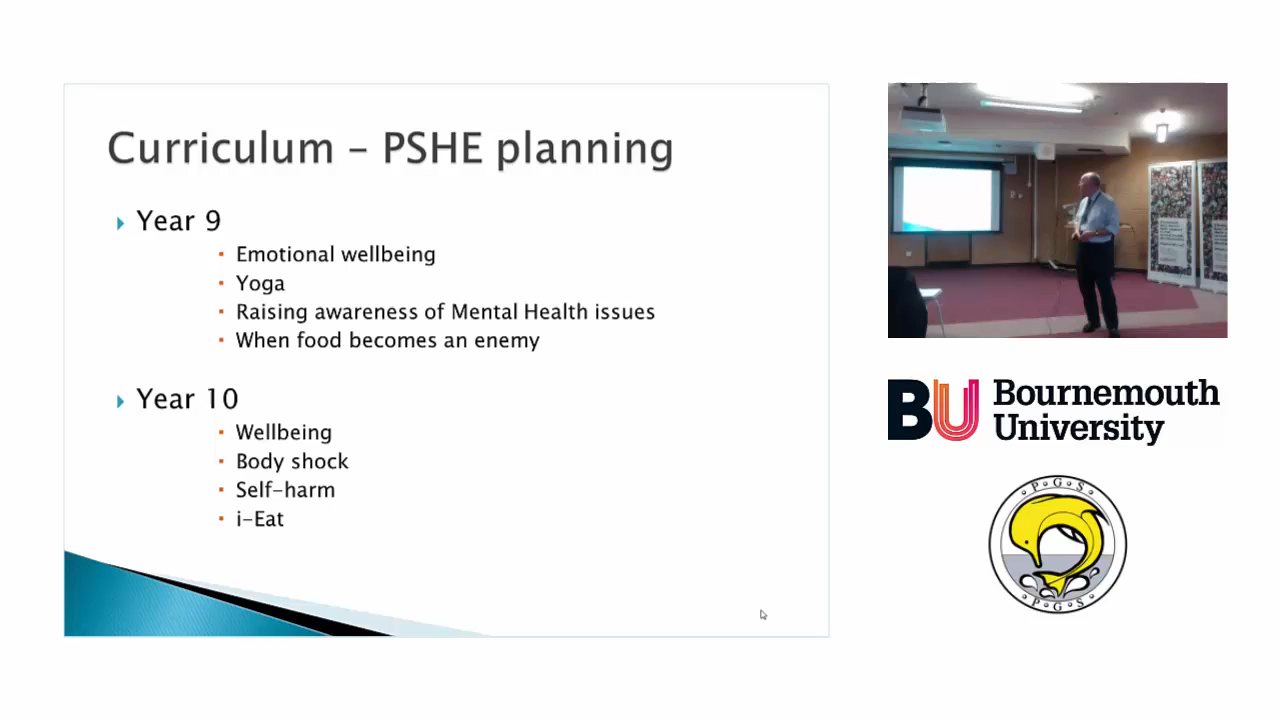 Curriculum – PSHE planning
Year 9
Emotional wellbeing
Yoga
Raising awareness of Mental Health issues
When food becomes an enemy
Year 10
Wellbeing
Body shock
Self-harm
i-Eat
BU Bournemouth
University
P.G.S
P.G.S